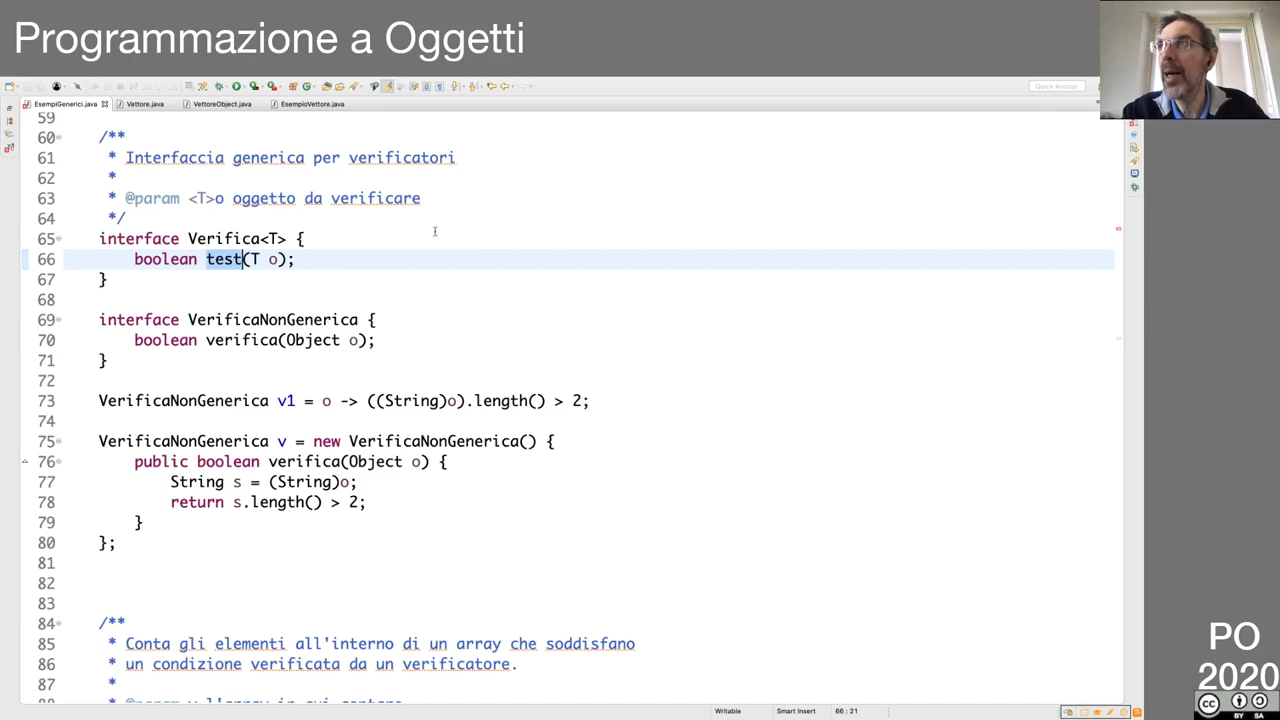 Programmazione a Oggetti
Quick Access
EsempiGenerici.java
Vettore.java
VettoreObject.java
EsempioVettore.java
59
60 /**
61 * Interfaccia generica per verificatori
62 *
63 * @param <T>o oggetto da verificare
64 */
65 interface Verifica<T> {
66 boolean test(T o);
67 }
68
69 interface VerificaNonGenerica {
70 boolean verifica(Object o);
71 }
72
73 VerificaNonGenerica v1 = o -> ((String)o).length() > 2;
74
75 VerificaNonGenerica v = new VerificaNonGenerica() {
76 public boolean verifica(Object o) {
77 String s = (String)o;
78 return s.length() > 2;
79 }
80 };
81
82
83
84 /**
85 * Conta gli elementi all'interno di un array che soddisfano
86 * un condizione verificata da un verificatore.
87 *
PO
2020
Writable
Smart Insert
66 : 21
cc
BY SA